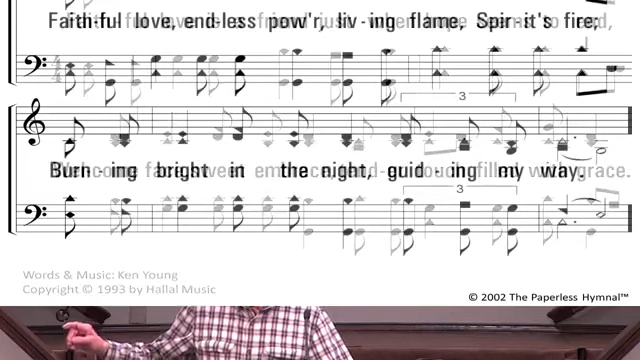 Faith-ful love, end-less pow'r, liv-ing flame, Spir-it's fire;
3
Burn-ing bright in the night, guid-ing my way.
3
Words & Music: Ken Young
Copyright © 1993 by Hallal Music
© 2002 The Paperless Hymnal™